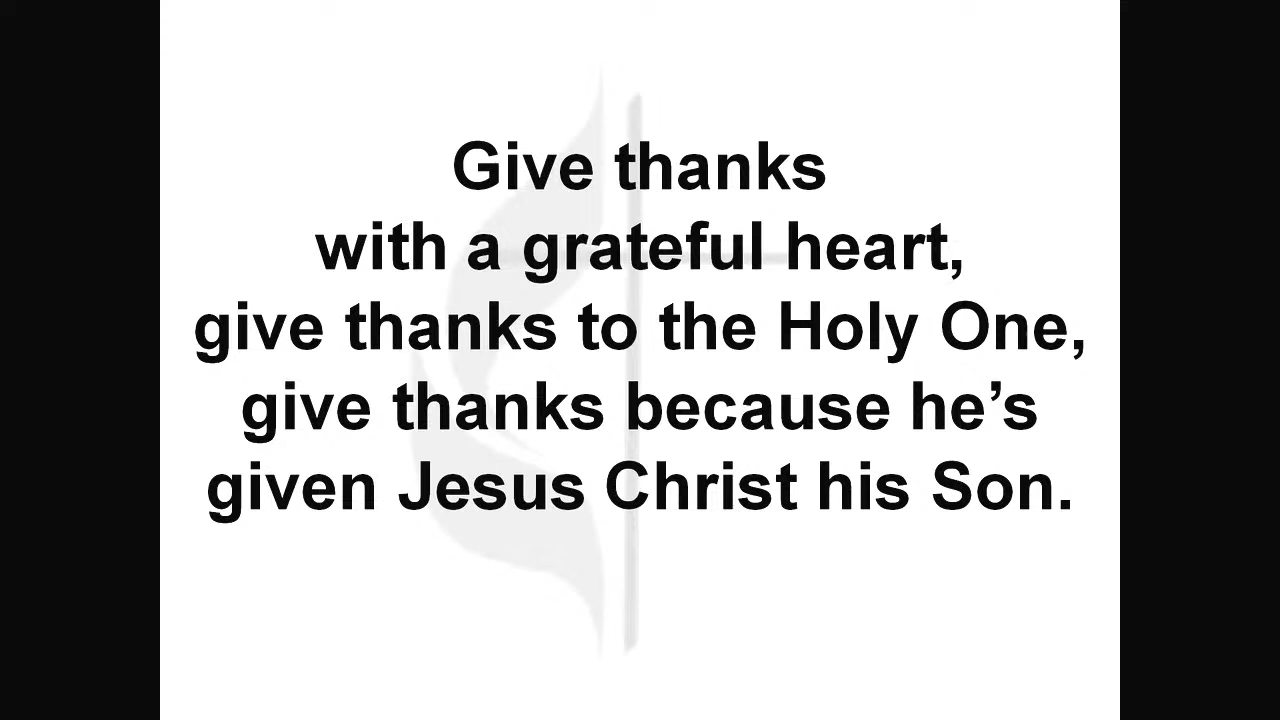 Give thanks
with a grateful heart,
give thanks to the Holy One,
give thanks because he’s
given Jesus Christ his Son.